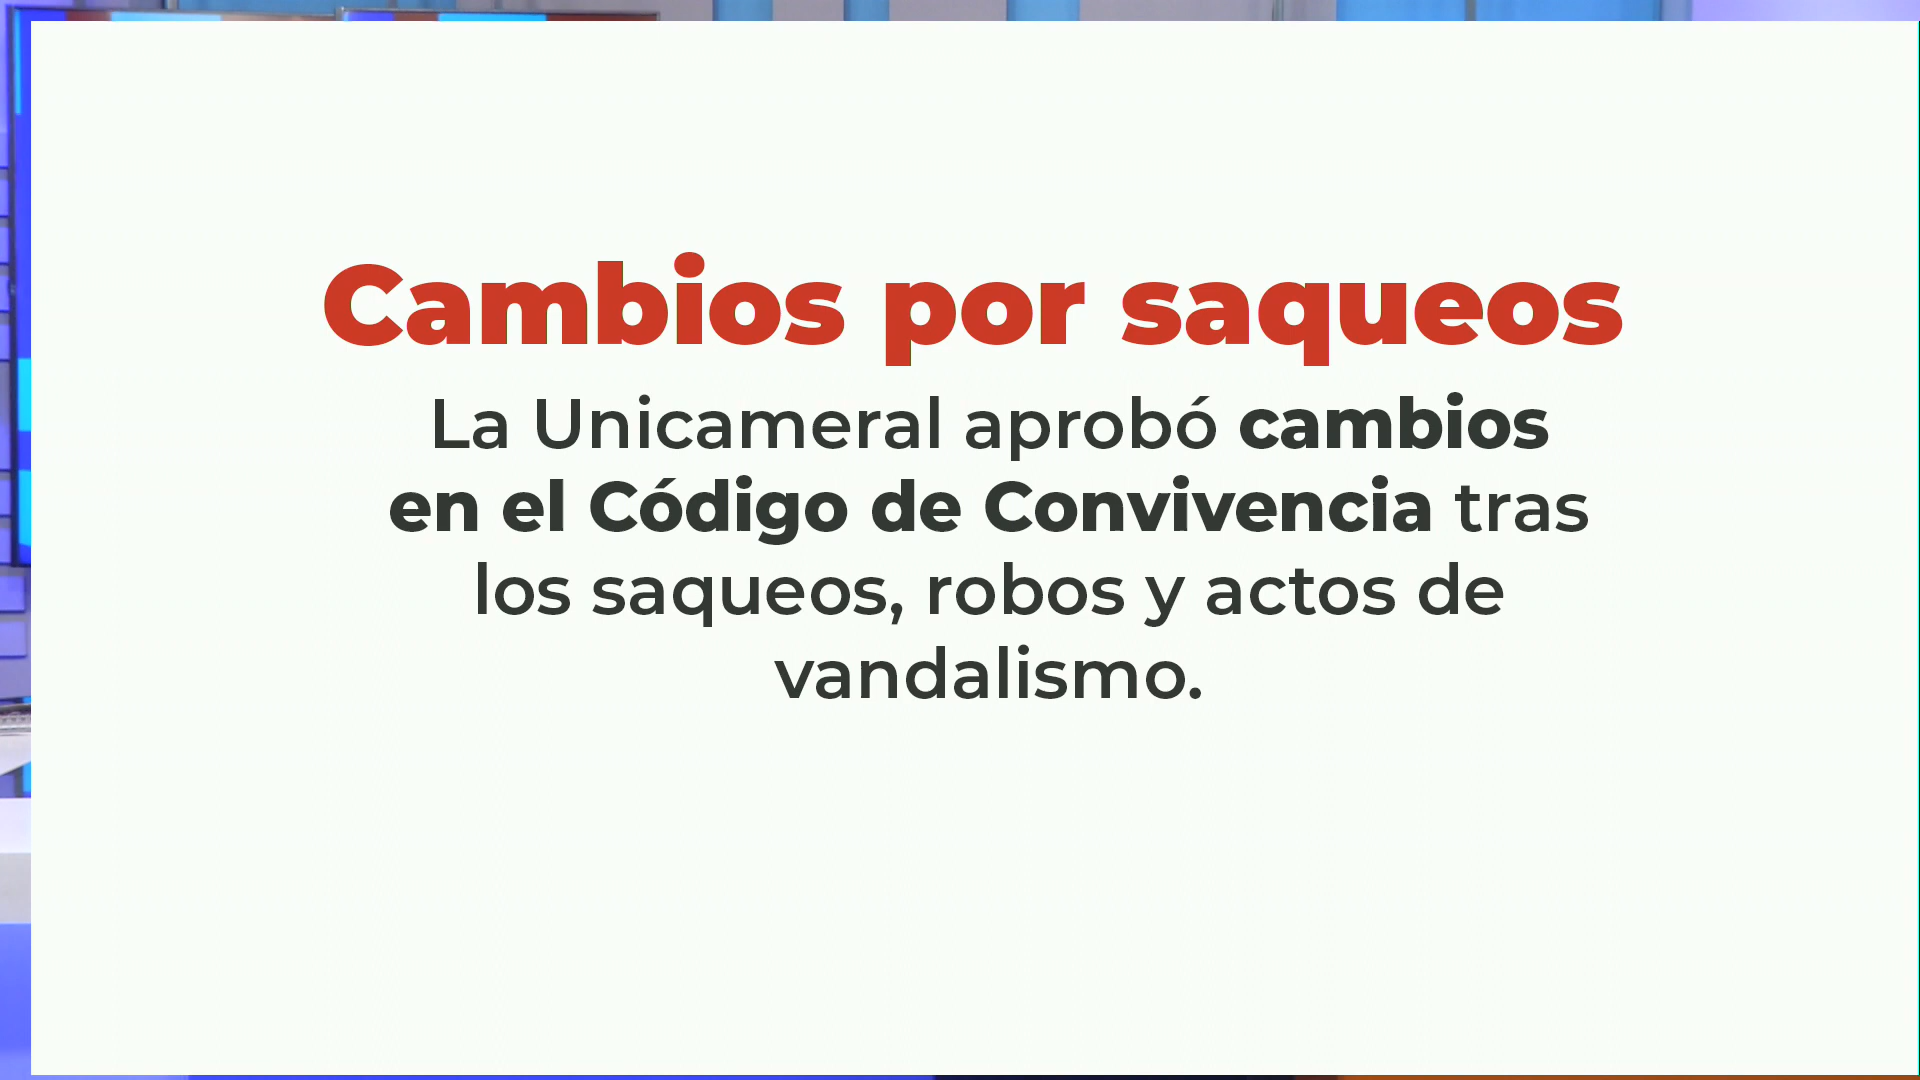 Cambios por saqueos
La Unicameral aprobó cambios
en el Código de Convivencia tras
los saqueos, robos y actos de
vandalismo.